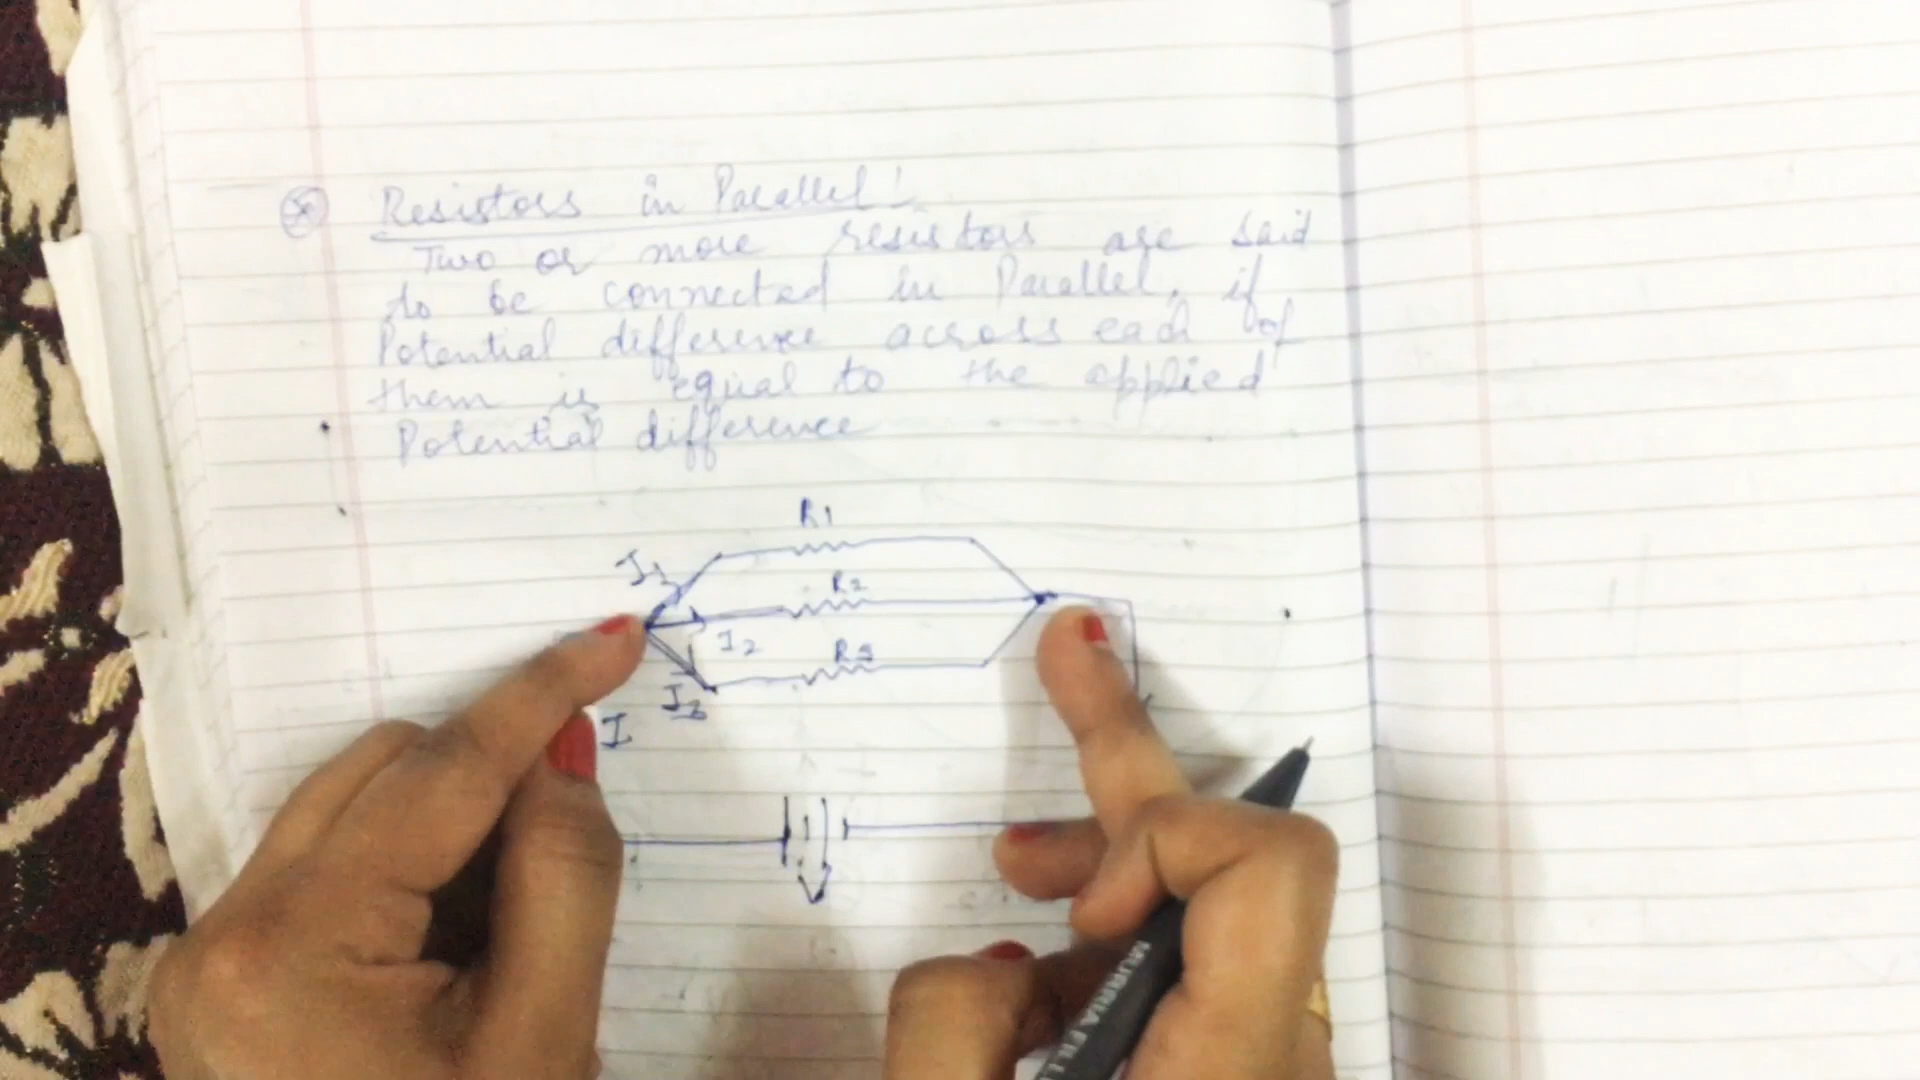 Resistors in Parallel:
Two or more resistors are said
to be connected in Parallel, if
Potential difference across each of
them is equal to the applied
Potential difference
R1
I1
R2
I2
R3
I3
I